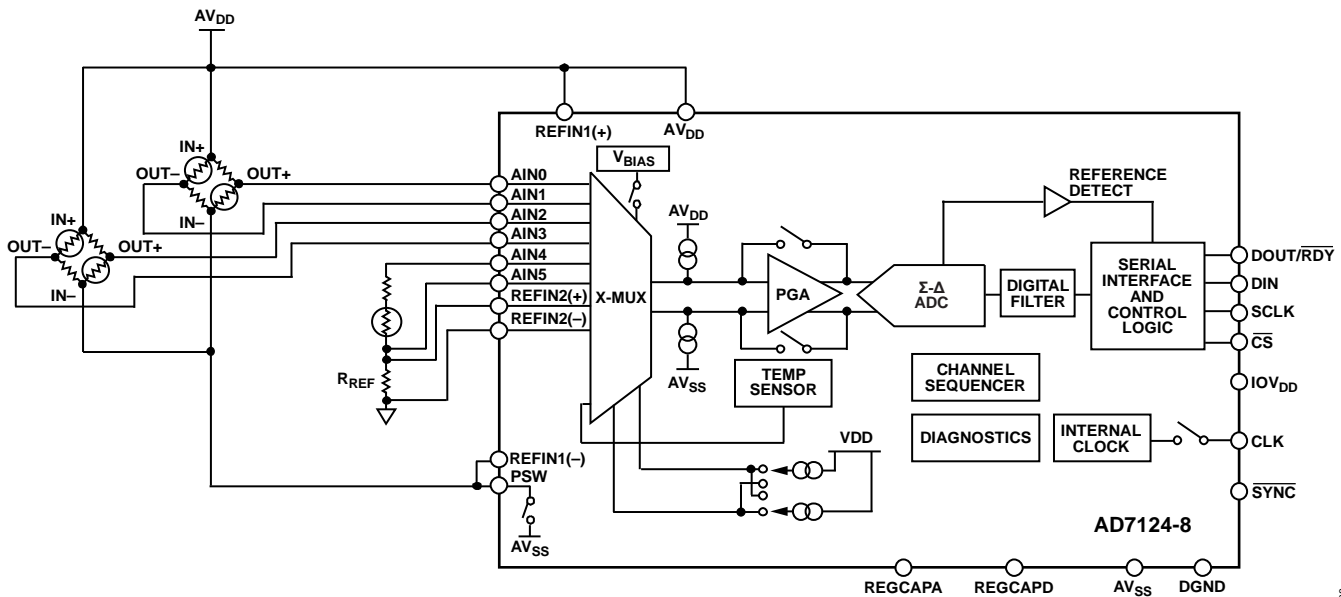 AVDD
IN+
OUT–
OUT+
IN–
IN+
OUT–
OUT+
IN–
RREF
REFIN1(+)
AVDD
VBIAS
AIN0
AIN1
AIN2
AIN3
AIN4
AIN5
REFIN2(+)
REFIN2(–)
X-MUX
AVDD
AVSS
PGA
Σ-Δ
ADC
DIGITAL
FILTER
REFERENCE
DETECT
SERIAL
INTERFACE
AND
CONTROL
LOGIC
DOUT/RDY
DIN
SCLK
CS
IOVDD
TEMP
SENSOR
CHANNEL
SEQUENCER
DIAGNOSTICS
INTERNAL
CLOCK
CLK
SYNC
VDD
REFIN1(–)
PSW
AVSS
AD7124-8
REGCAPA
REGCAPD
AVSS
DGND